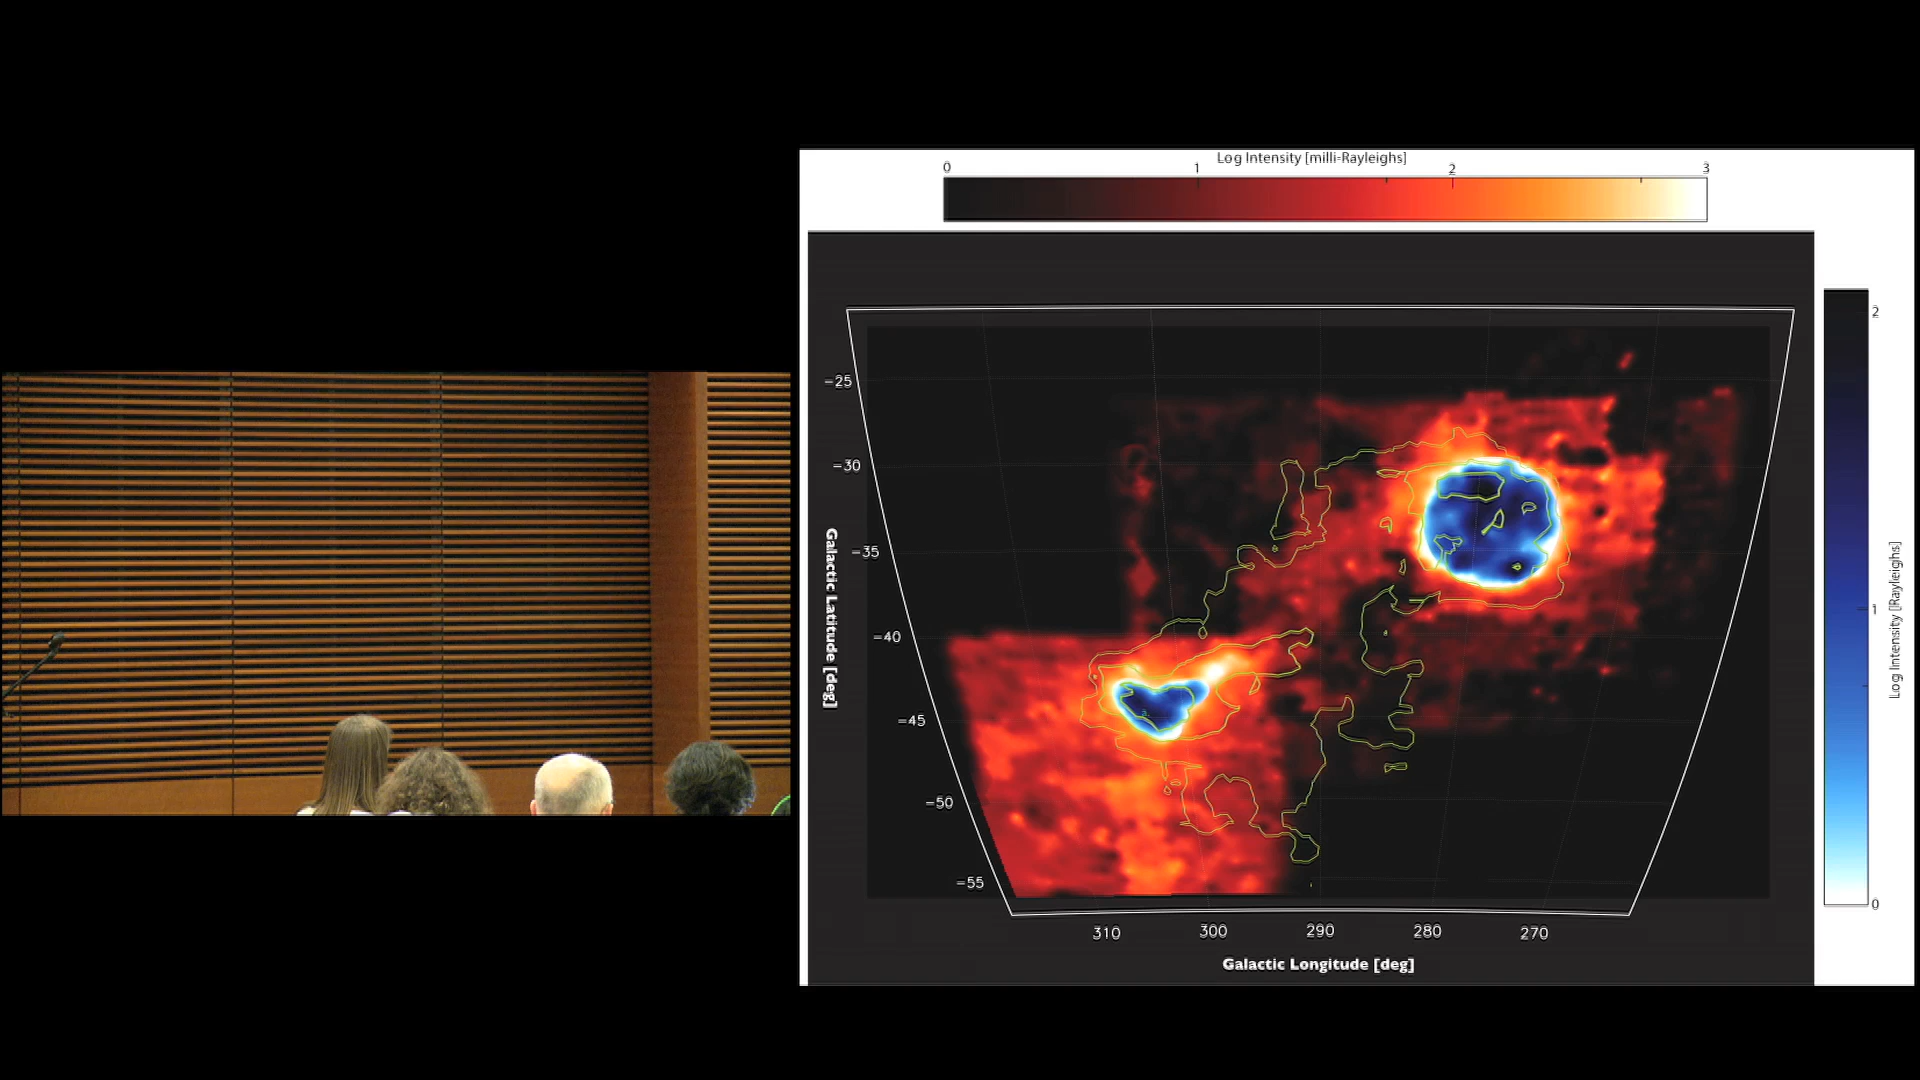 Log Intensity [milli-Rayleighs]
0 1 2 3
2
1
0
Log Intensity [Raylieighs]
-25
-30
-35
-40
-45
-50
-55
Galactic Latitude [deg]
310 300 290 280 270
Galactic Longitude [deg]